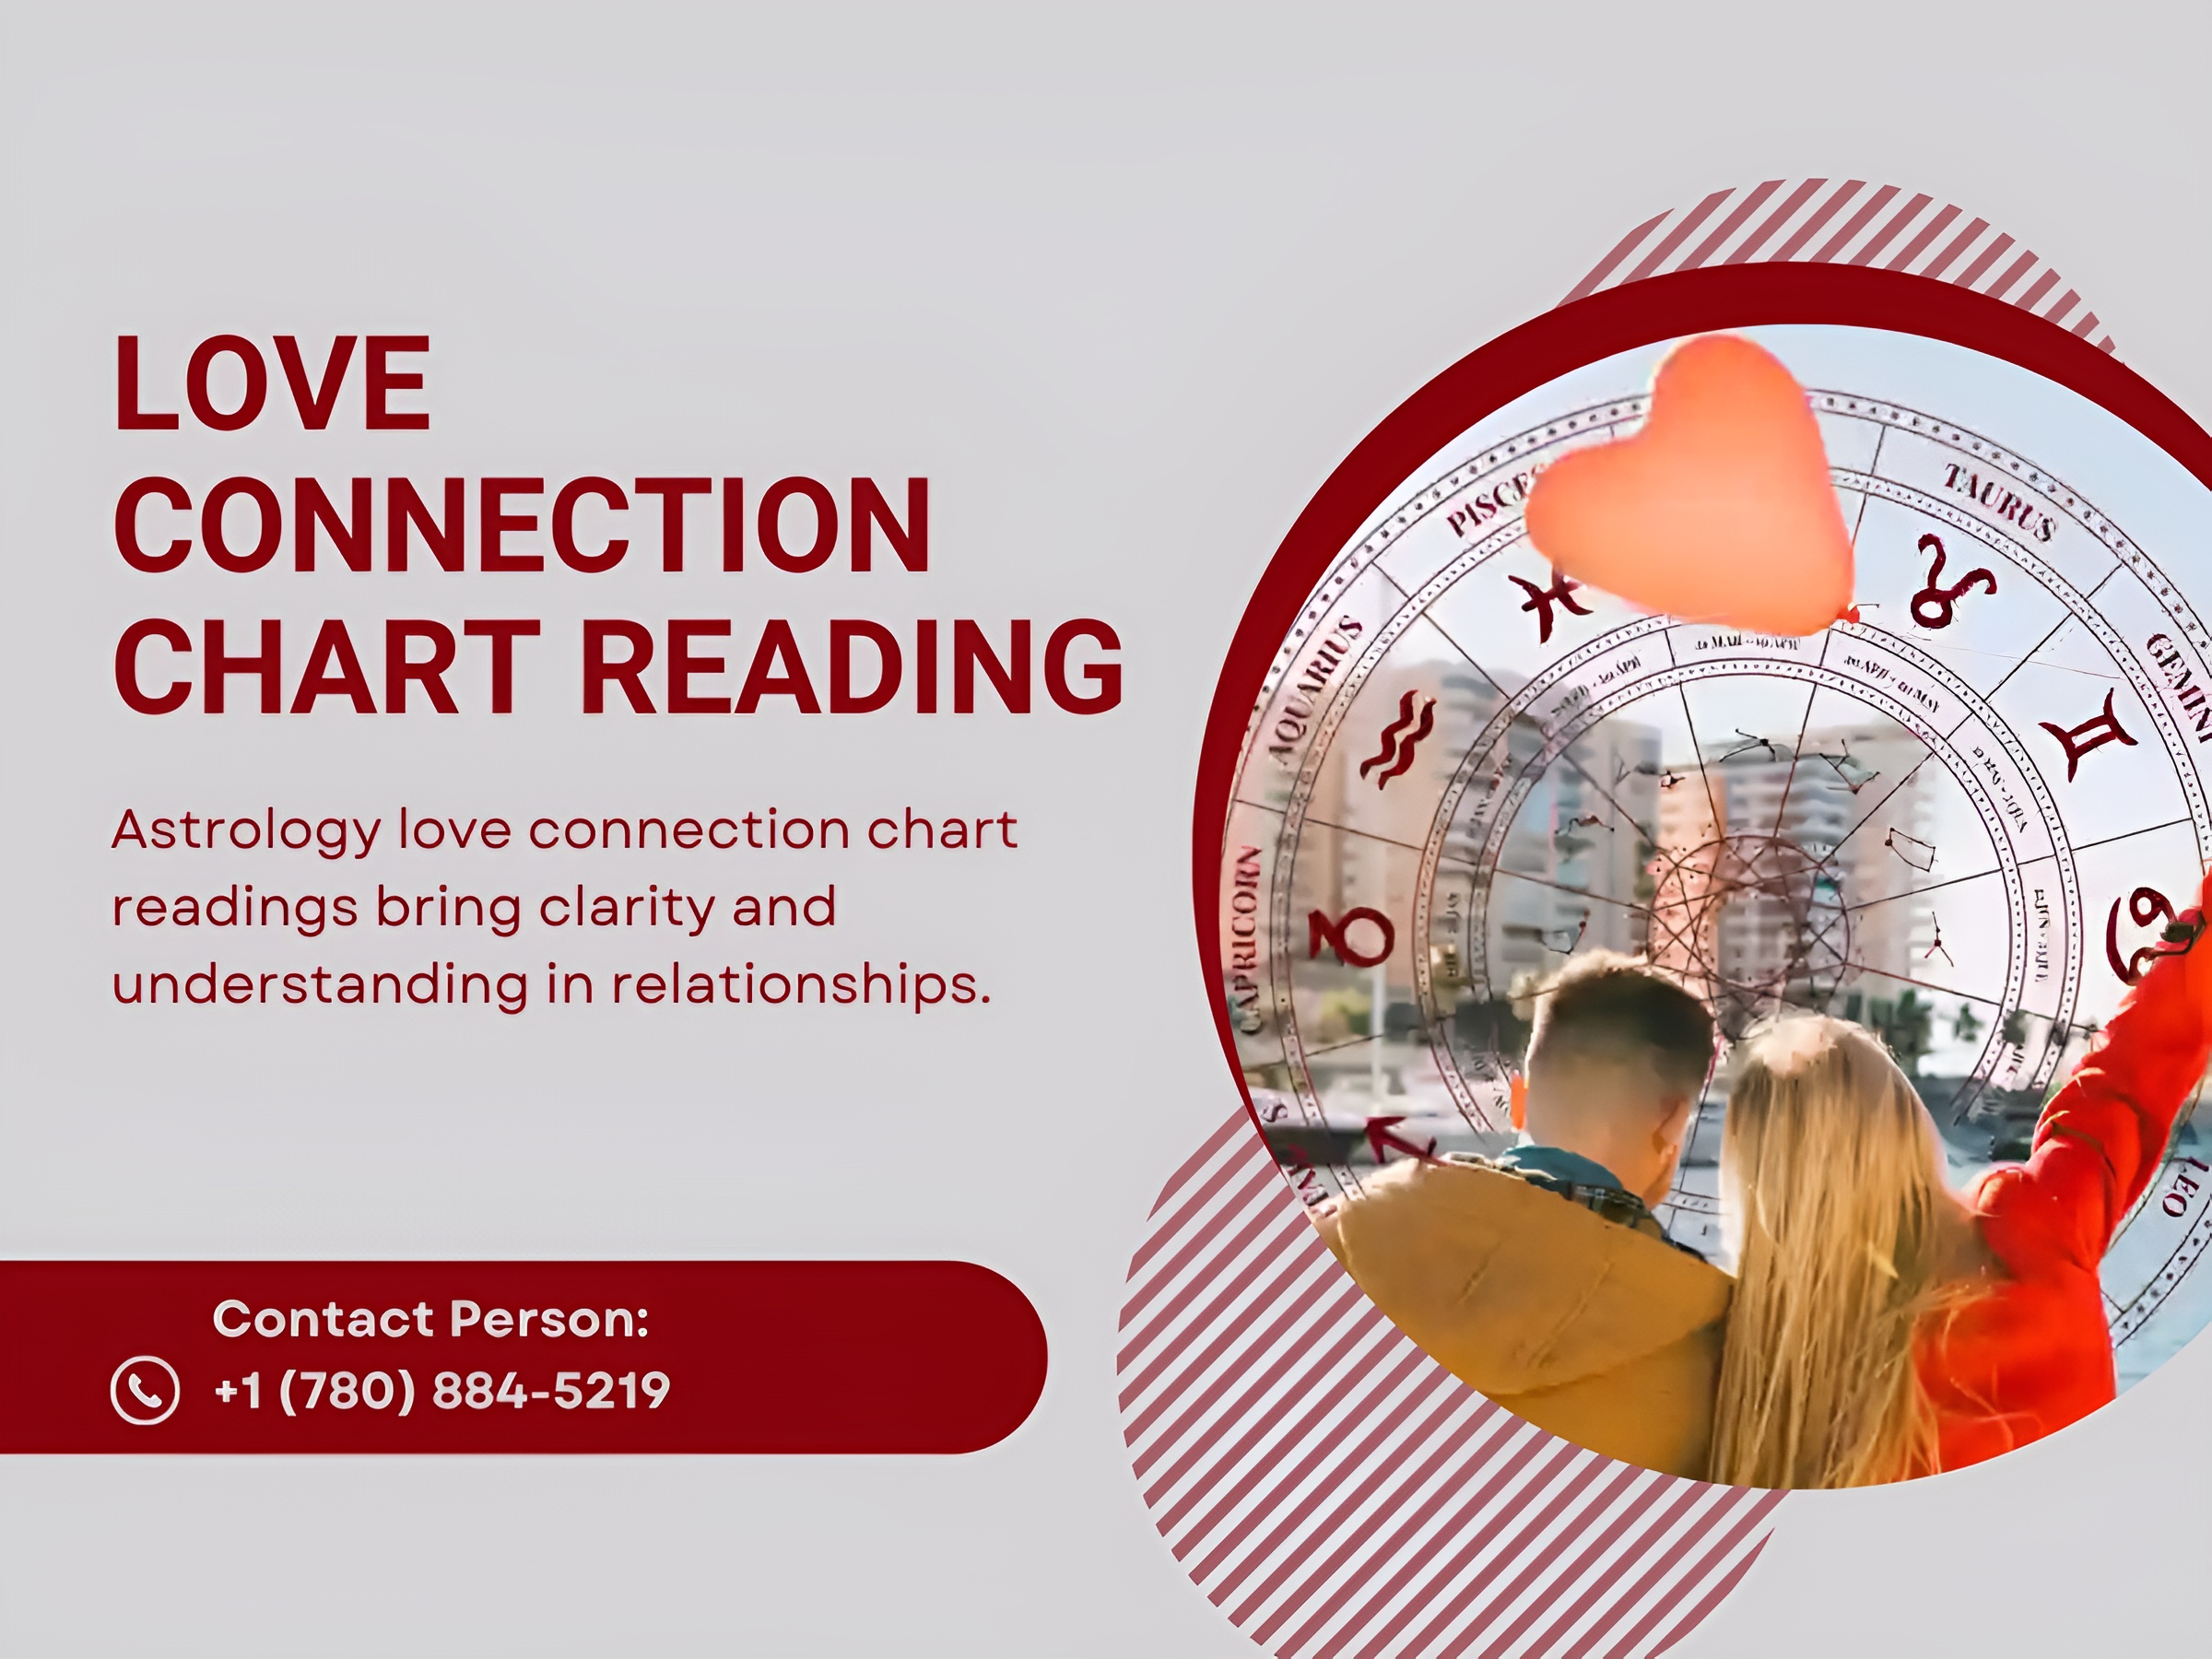 LOVE
CONNECTION
CHART READING
Astrology love connection chart
readings bring clarity and
understanding in relationships.
Contact Person:
+1 (780) 884-5219
TAURUS
AQUARIUS
CAPRICORN
LEO